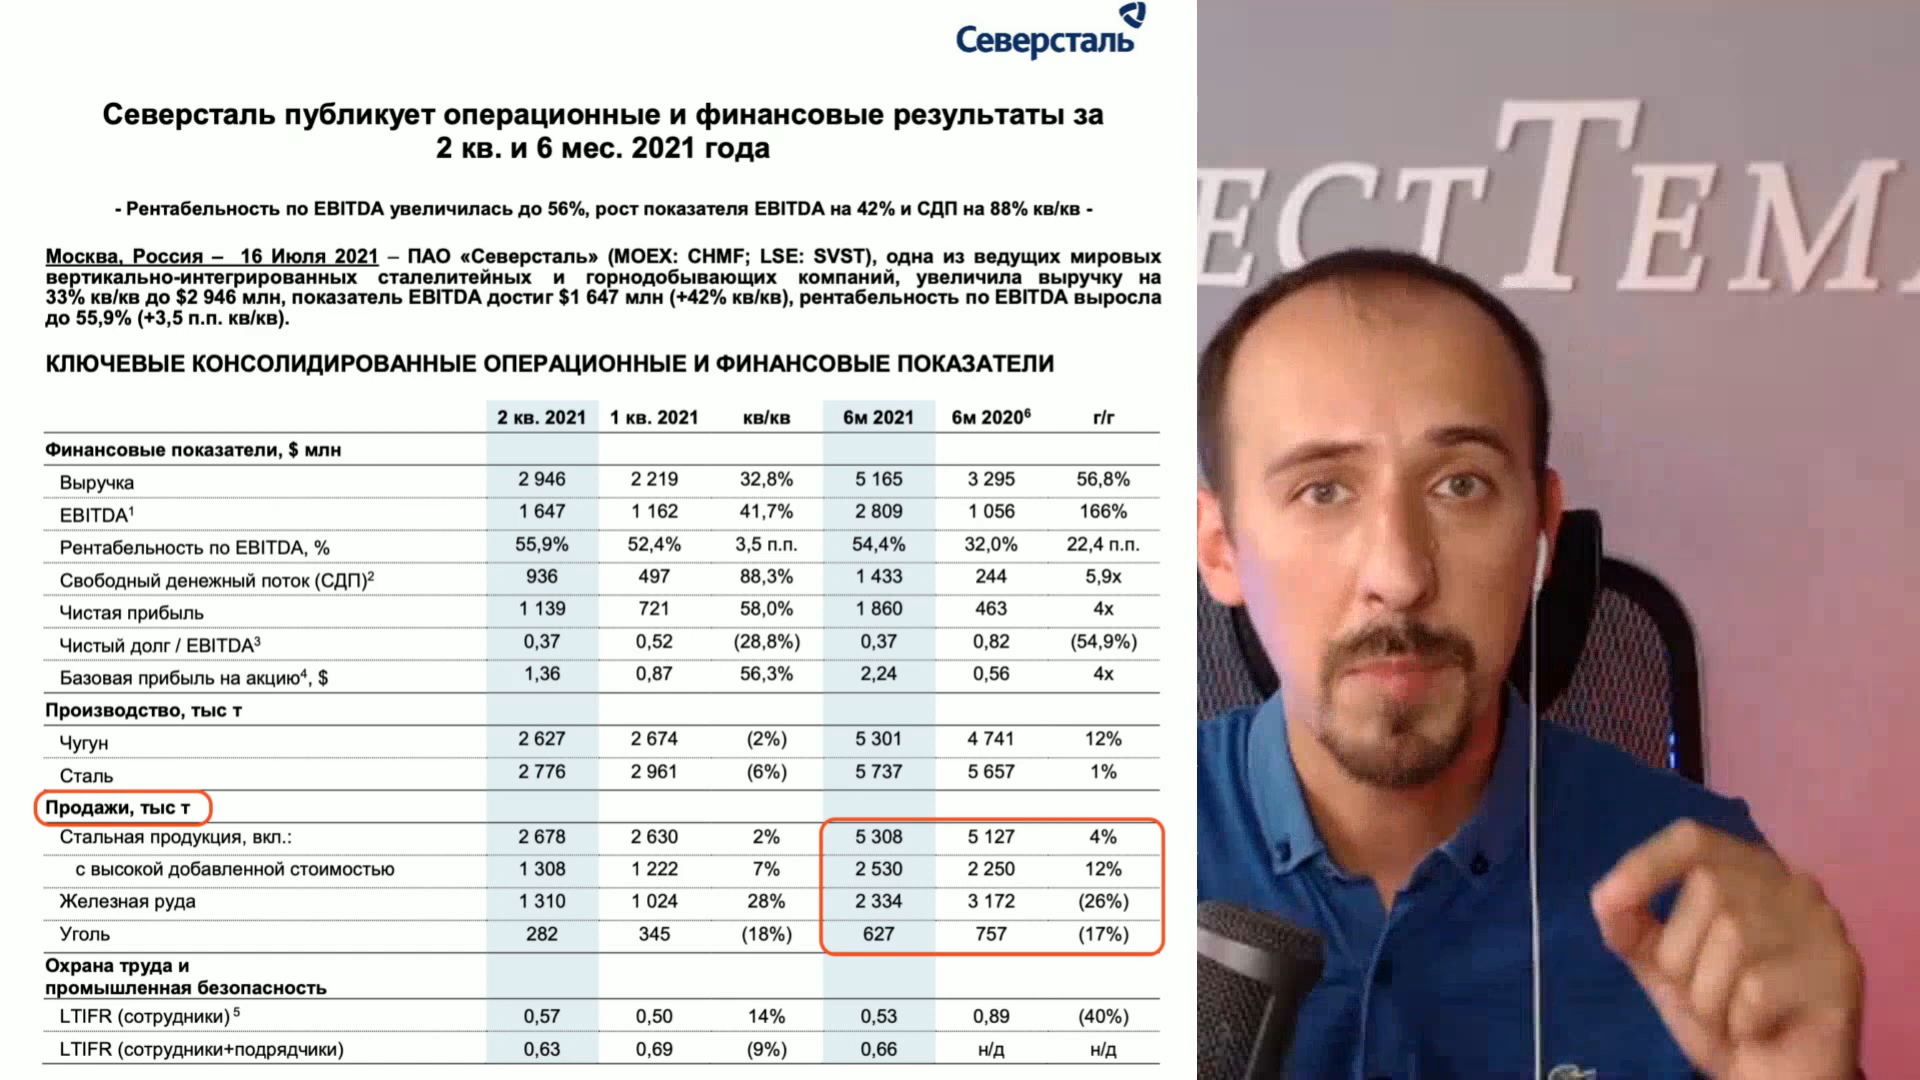 Северсталь
Северсталь публикует операционные и финансовые результаты за
2 кв. и 6 мес. 2021 года
- Рентабельность по EBITDA увеличилась до 56%, рост показателя EBITDA на 42% и СДП на 88% кв/кв -
Москва, Россия – 16 Июля 2021 – ПАО «Северсталь» (MOEX: CHMF; LSE: SVST), одна из ведущих мировых
вертикально-интегрированных сталелитейных и горнодобывающих компаний, увеличила выручку на
33% кв/кв до $2 946 млн, показатель EBITDA достиг $1 647 млн (+42% кв/кв), рентабельность по EBITDA выросла
до 55,9% (+3,5 п.п. кв/кв).
КЛЮЧЕВЫЕ КОНСОЛИДИРОВАННЫЕ ОПЕРАЦИОННЫЕ И ФИНАНСОВЫЕ ПОКАЗАТЕЛИ
2 кв. 2021 1 кв. 2021 кв/кв 6м 2021 6м 2020⁶ г/г
Финансовые показатели, $ млн
Выручка 2 946 2 219 32,8% 5 165 3 295 56,8%
EBITDA¹ 1 647 1 162 41,7% 2 809 1 056 166%
Рентабельность по EBITDA, % 55,9% 52,4% 3,5 п.п. 54,4% 32,0% 22,4 п.п.
Свободный денежный поток (СДП)² 936 497 88,3% 1 433 244 5,9x
Чистая прибыль 1 139 721 58,0% 1 860 463 4x
Чистый долг / EBITDA³ 0,37 0,52 (28,8%) 0,37 0,82 (54,9%)
Базовая прибыль на акцию⁴, $ 1,36 0,87 56,3% 2,24 0,56 4x
Производство, тыс т
Чугун 2 627 2 674 (2%) 5 301 4 741 12%
Сталь 2 776 2 961 (6%) 5 737 5 657 1%
Продажи, тыс т
Стальная продукция, вкл.: 2 678 2 630 2% 5 308 5 127 4%
с высокой добавленной стоимостью 1 308 1 222 7% 2 530 2 250 12%
Железная руда 1 310 1 024 28% 2 334 3 172 (26%)
Уголь 282 345 (18%) 627 757 (17%)
Охрана труда и
промышленная безопасность
LTIFR (сотрудники)⁵ 0,57 0,50 14% 0,53 0,89 (40%)
LTIFR (сотрудники+подрядчики) 0,63 0,69 (9%) 0,66 н/д н/д
ECTTEM